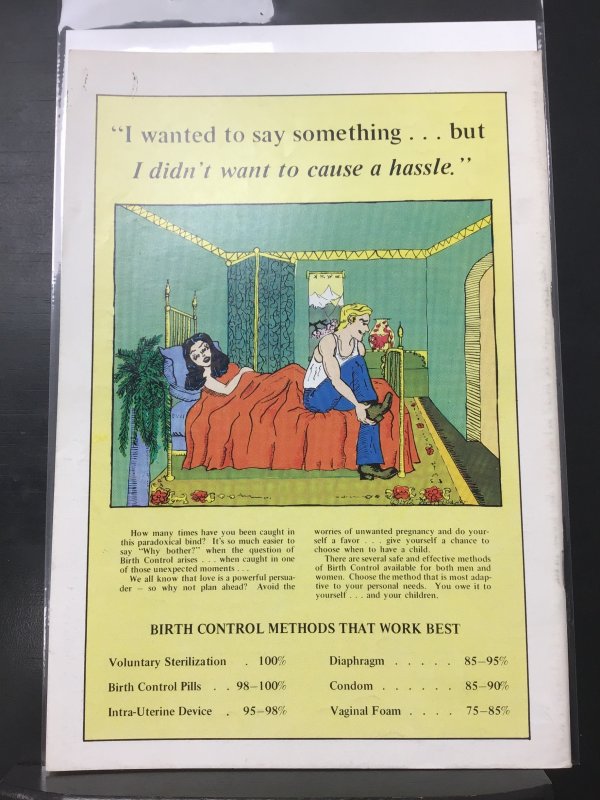 “I wanted to say something . . . but
I didn’t want to cause a hassle.”
How many times have you been caught in
this paradoxical bind? It’s so much easier to
say “Why bother?” when the question of
Birth Control arises . . . when caught in one
of those unexpected moments . . .
We all know that love is a powerful persua-
der — so why not plan ahead? Avoid the
worries of unwanted pregnancy and do your-
self a favor . . . give yourself a chance to
choose when to have a child.
There are several safe and effective methods
of Birth Control available for both men and
women. Choose the method that is most adap-
tive to your personal needs. You owe it to
yourself . . . and your children.
BIRTH CONTROL METHODS THAT WORK BEST
Voluntary Sterilization . 100%
Birth Control Pills . . 98—100%
Intra-Uterine Device . 95—98%
Diaphragm . . . . . 85—95%
Condom . . . . . . 85—90%
Vaginal Foam . . . . 75—85%